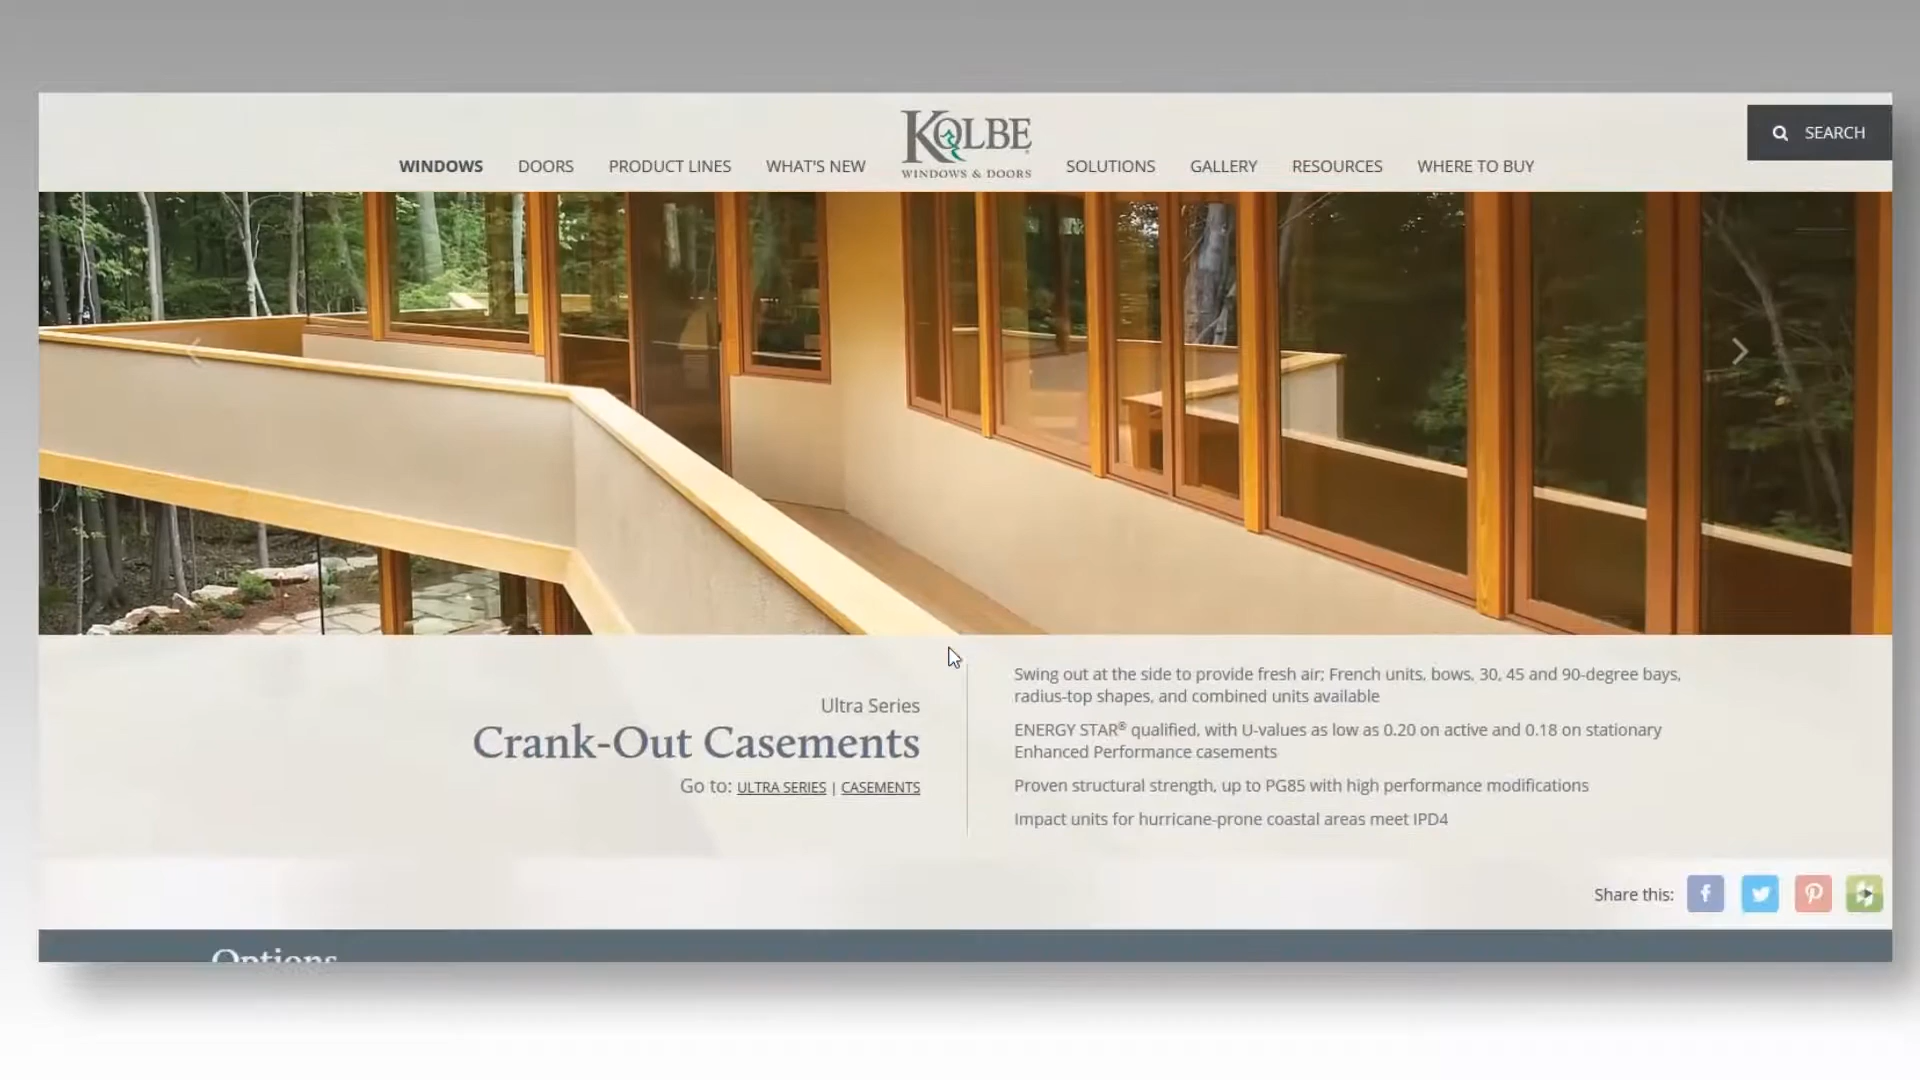 KOLBE
WINDOWS & DOORS
SEARCH
WINDOWS DOORS PRODUCT LINES WHAT'S NEW SOLUTIONS GALLERY RESOURCES WHERE TO BUY
Ultra Series
Crank-Out Casements
Go to: ULTRA SERIES | CASEMENTS
Swing out at the side to provide fresh air; French units, bows, 30, 45 and 90-degree bays,
radius-top shapes, and combined units available
ENERGY STAR® qualified, with U-values as low as 0.20 on active and 0.18 on stationary
Enhanced Performance casements
Proven structural strength, up to PG85 with high performance modifications
Impact units for hurricane-prone coastal areas meet IPD4
Share this:
Options